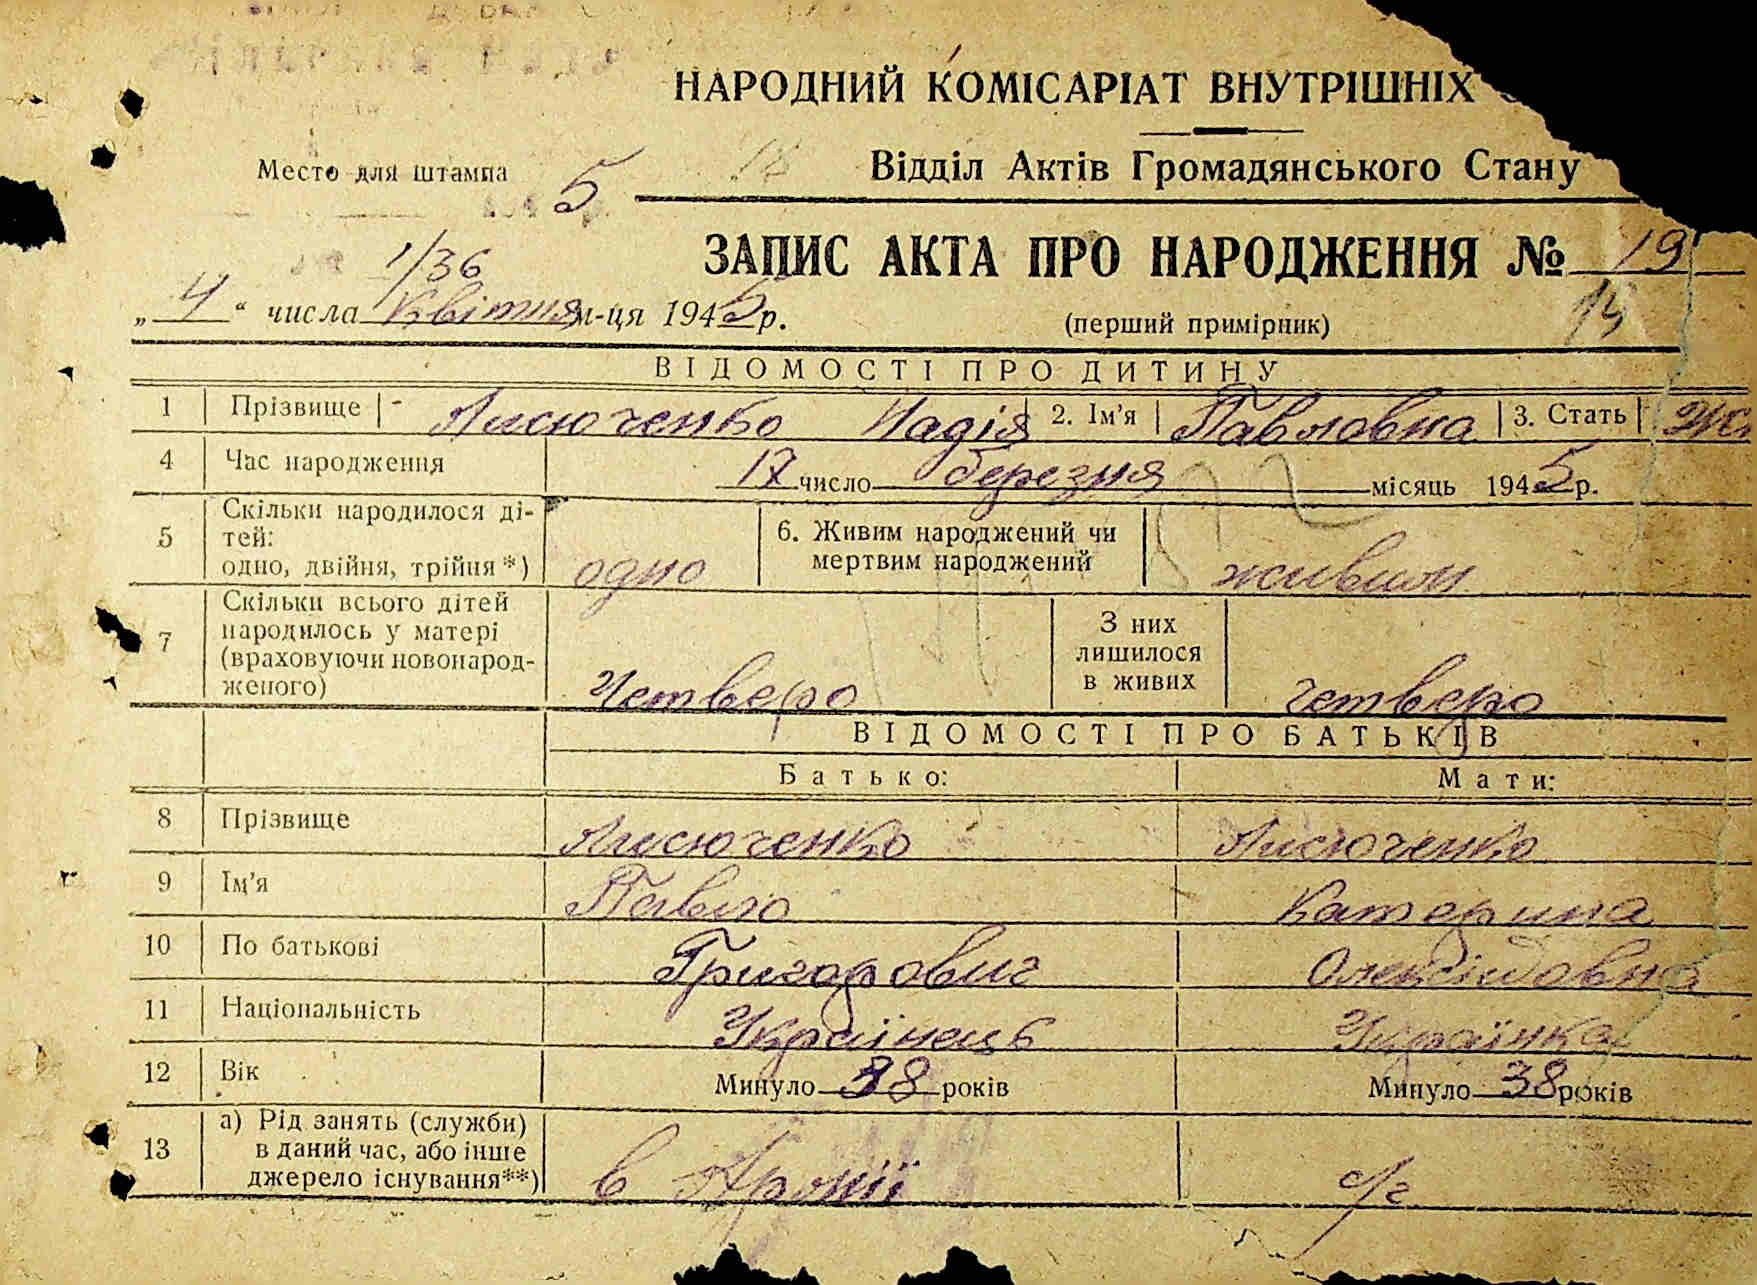 НАРОДНИЙ КОМІСАРІАТ ВНУТРІШНІХ
Место для штампа
5
Відділ Актів Громадянського Стану
1/36
ЗАПИС АКТА ПРО НАРОДЖЕННЯ № 19
„ 4 “ числа Квітня м-ця 1945 р.
(перший примірник)
ВІДОМОСТІ ПРО ДИТИНУ
1 Прізвище Лисюченко Надія 2. Ім'я Павловна 3. Стать
4 Час народження 17 число березня місяць 1945 р.
5 Скільки народилося ді-
тей:
одно, двійня, трійня *) одно
6. Живим народжений чи
мертвим народжений живим
7 Скільки всього дітей
народилось у матері
(враховуючи новонарод-
женого) Четверо
З них
лишилося
в живих четверо
ВІДОМОСТІ ПРО БАТЬКІВ
Батько: Мати:
8 Прізвище Лисюченко Лисюченко
9 Ім'я Павло Катерина
10 По батькові Григорович
11 Національність Українець Українка
12 Вік Минуло 38 років Минуло 38 років
13 а) Рід занять (служби)
в даний час, або інше
джерело існування**) в Армії с/г